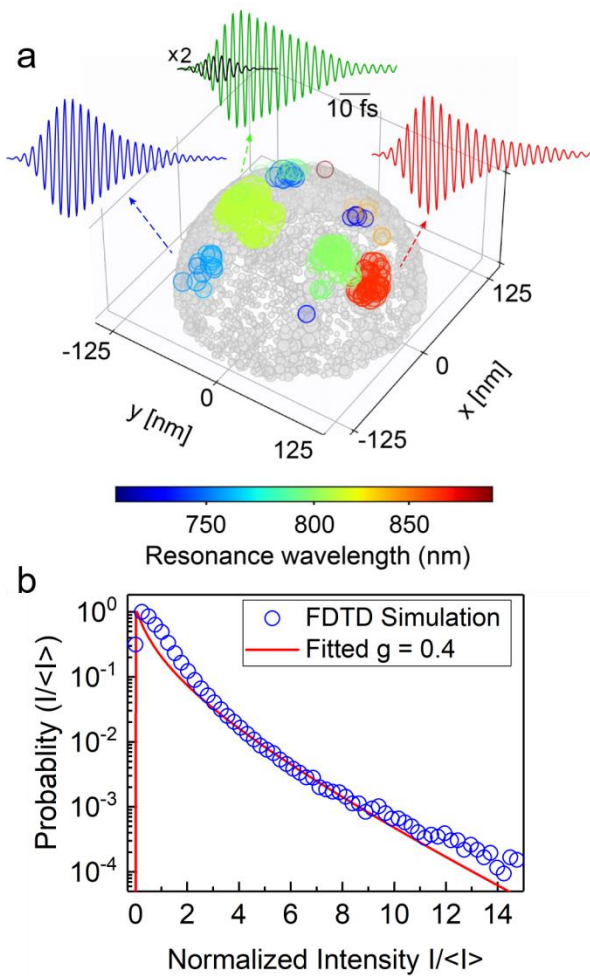 a
x2
10 fs
-125
0
125
y [nm]
-125
0
125
x [nm]
750
800
850
Resonance wavelength (nm)
b
FDTD Simulation
Fitted g = 0.4
10⁰
10⁻¹
10⁻²
10⁻³
10⁻⁴
Probablity (I/<I>)
0 2 4 6 8 10 12 14
Normalized Intensity I/<I>